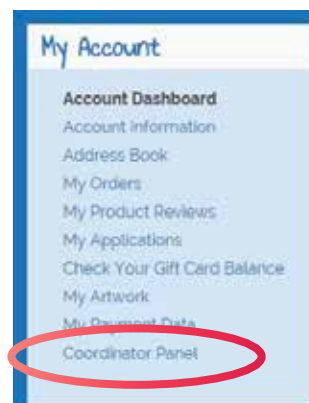 My Account
Account Dashboard
Account Information
Address Book
My Orders
My Product Reviews
My Applications
Check Your Gift Card Balance
My Artwork
My Payment Data
Coordinator Panel